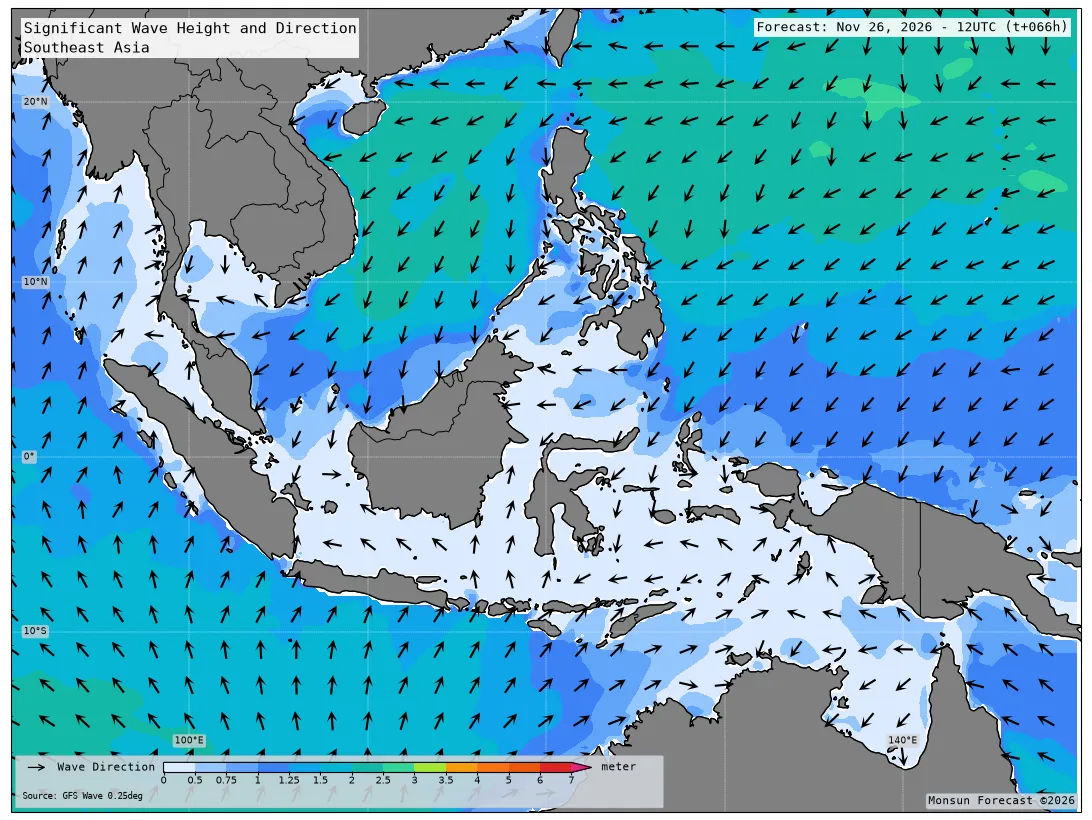 Significant Wave Height and Direction
Southeast Asia
Forecast: Nov 26, 2026 - 12UTC (t+066h)
20°N
10°N
0°
10°S
100°E
140°E
Wave Direction
meter
0 0.5 0.75 1 1.25 1.5 2 2.5 3 3.5 4 5 6 7
Source: GFS Wave 0.25deg
Monsun Forecast ©2026